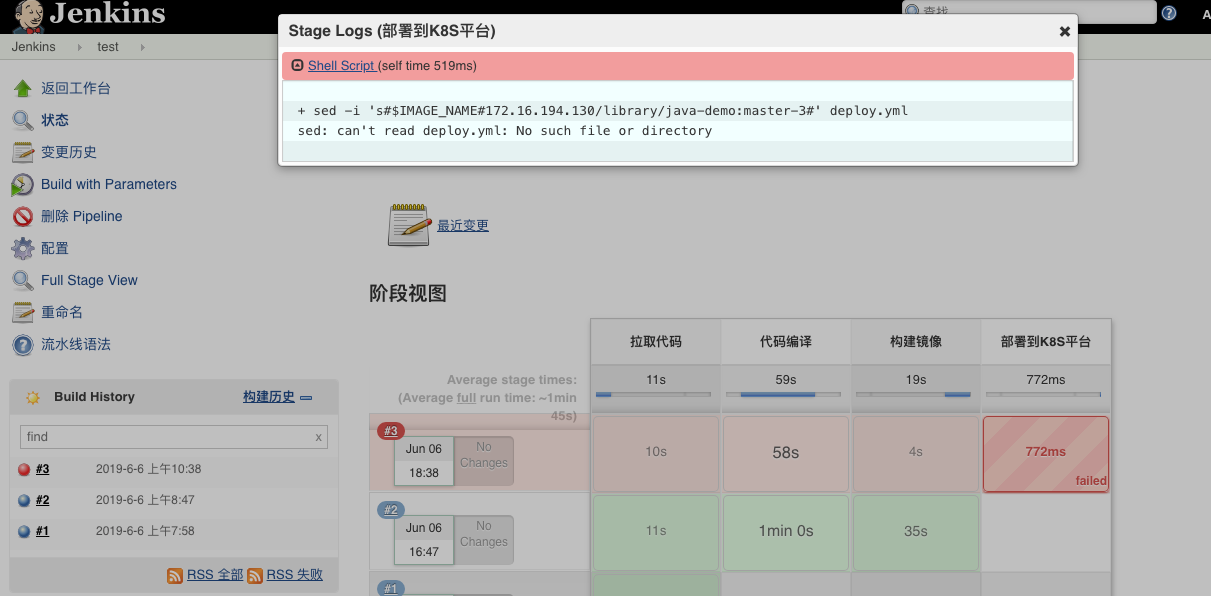 Jenkins
查找
Jenkins
test
Stage Logs (部署到K8S平台)
Shell Script (self time 519ms)
+ sed -i 's#$IMAGE_NAME#172.16.194.130/library/java-demo:master-3#' deploy.yml
sed: can't read deploy.yml: No such file or directory
返回工作台
状态
变更历史
Build with Parameters
删除 Pipeline
配置
Full Stage View
重命名
流水线语法
Build History
构建历史
find
x
#3
2019-6-6 上午10:38
#2
2019-6-6 上午8:47
#1
2019-6-6 上午7:58
RSS 全部
RSS 失败
最近变更
阶段视图
拉取代码
代码编译
构建镜像
部署到K8S平台
Average stage times:
(Average full run time: ~1min
45s)
11s
59s
19s
772ms
#3
Jun 06
18:38
No
Changes
10s
58s
4s
772ms
failed
#2
Jun 06
16:47
No
Changes
11s
1min 0s
35s
#1